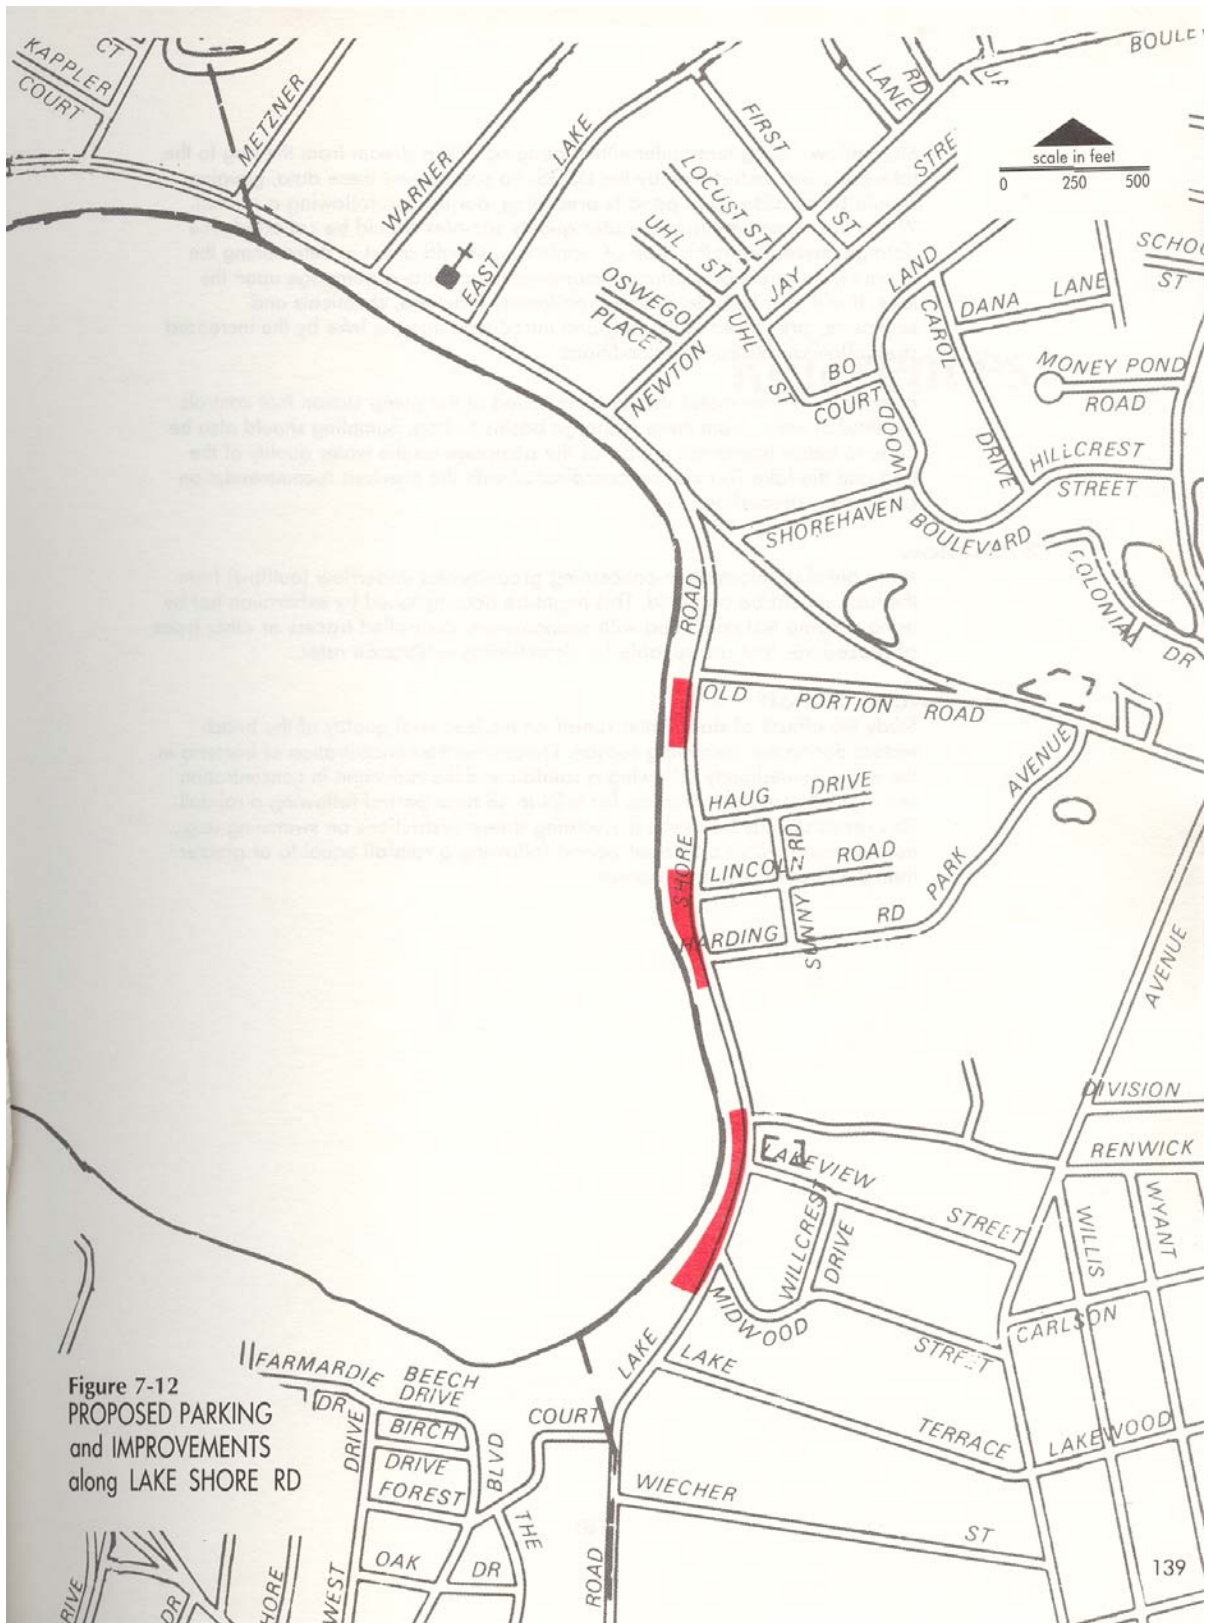 CT
KAPPLER
COURT
METZNER
WARNER
EAST
LAKE
FIRST
ST
LOCUST ST
UHL ST
OSWEGO
PLACE
NEWTON
UHL
ST
JAY
LANE
RD
BOULE
scale in feet
0 250 500
LAND
BO
COURT
WOOD
BOULEVARD
CAROL
DRIVE
DANA LANE
SCHOO
ST
MONEY POND
ROAD
HILLCREST
STREET
SHOREHAVEN
COLONIAL
DR
ROAD
OLD PORTION ROAD
HAUG DRIVE
SHORE
LINCOLN ROAD
SUNNY RD
HARDING RD
PARK
AVENUE
AVENUE
DIVISION
RENWICK
LAKEVIEW
STREET
WILLCREST
DRIVE
WILLIS
WYANT
MIDWOOD
STREET
CARLSON
LAKE
LAKE
TERRACE
LAKEWOOD
FARMARDIE
DR
BEECH
DRIVE
BIRCH
DRIVE
FOREST
DRIVE
BLVD
COURT
THE
OAK DR
WEST
ROAD
WIECHER
ST
RIVE
DR
HORE
Figure 7-12
PROPOSED PARKING
and IMPROVEMENTS
along LAKE SHORE RD
139